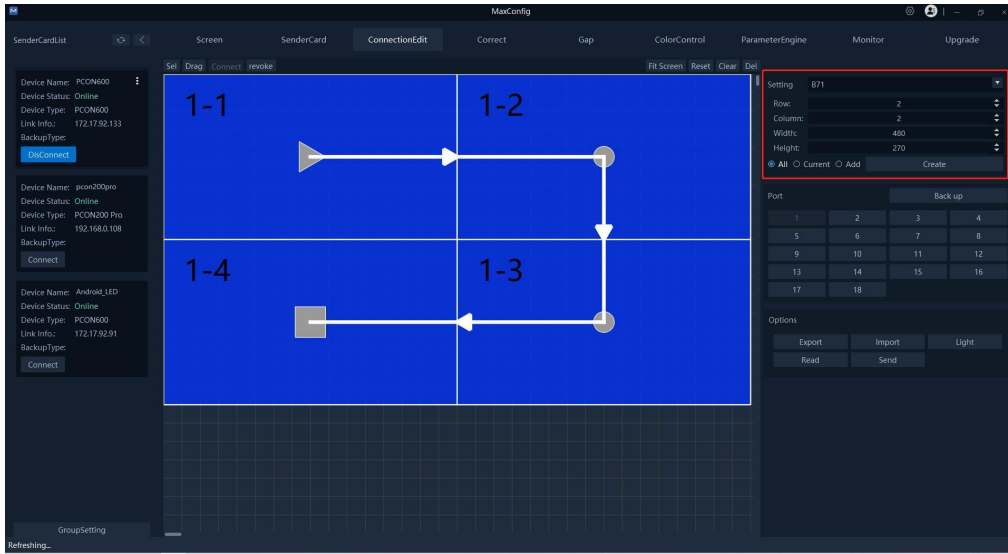 MaxConfig
SenderCardList
Screen SenderCard ConnectionEdit Correct Gap ColorControl ParameterEngine Monitor Upgrade
Sel Drag Connect revoke Fit Screen Reset Clear Del
Device Name: PCON600
Device Status: Online
Device Type: PCON600
Link Info.: 172.17.92.133
BackupType:
DisConnect
Device Name: pcon200pro
Device Status: Online
Device Type: PCON200 Pro
Link Info.: 192.168.0.108
BackupType:
Connect
Device Name: Android_LED
Device Status: Online
Device Type: PCON600
Link Info.: 172.17.92.91
BackupType:
Connect
GroupSetting
Refreshing...
1-1 1-2
1-4 1-3
Setting B71
Row: 2
Column: 2
Width: 480
Height: 270
All Current Add Create
Port Back up
1 2 3 4
5 6 7 8
9 10 11 12
13 14 15 16
17 18
Options
Export Import Light
Read Send